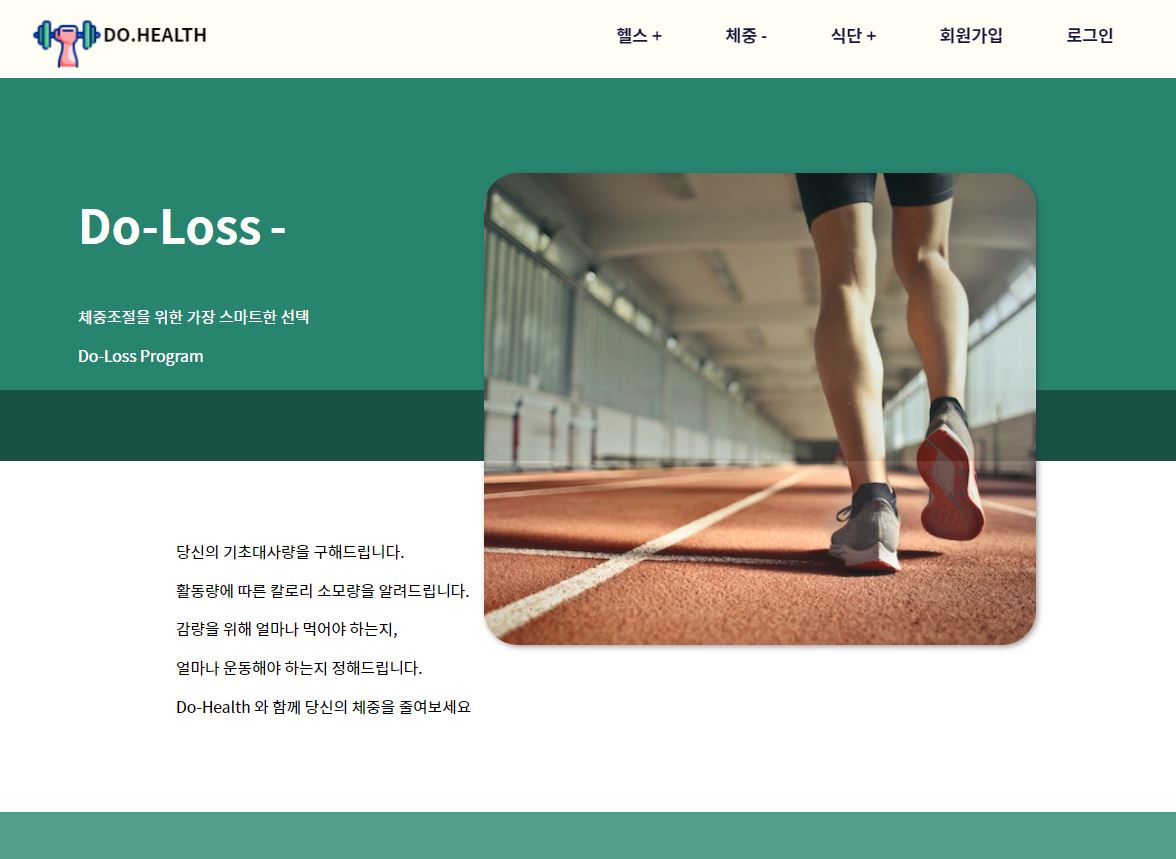 DO.HEALTH
헬스 +
체중 -
식단 +
회원가입
로그인
Do-Loss -
체중조절을 위한 가장 스마트한 선택
Do-Loss Program
당신의 기초대사량을 구해드립니다.
활동량에 따른 칼로리 소모량을 알려드립니다.
감량을 위해 얼마나 먹어야 하는지,
얼마나 운동해야 하는지 정해드립니다.
Do-Health 와 함께 당신의 체중을 줄여보세요